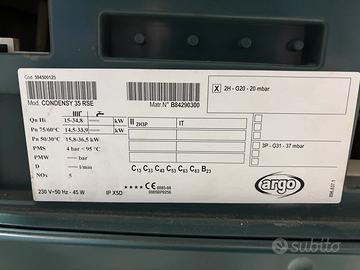 Cod. 594500125
Mod. CONDENSY 35 RSE
Matr.N° B84290300
Qn Hi 15-34,8 kW
Pn 75/60°C 14,5-33,9 kW
Pn 50/30°C 15,8-36,5 kW
PMS 4 bar < 95 °C
PMW bar
D l/min
NOx 5
230 V~50 Hz - 45 W IP X5D
II 2H3P IT
C13 C33 C43 C53 C63 C83 B23
★★★★ CE
X 2H - G20 - 20 mbar
3P - G31 - 37 mbar
argo
subito